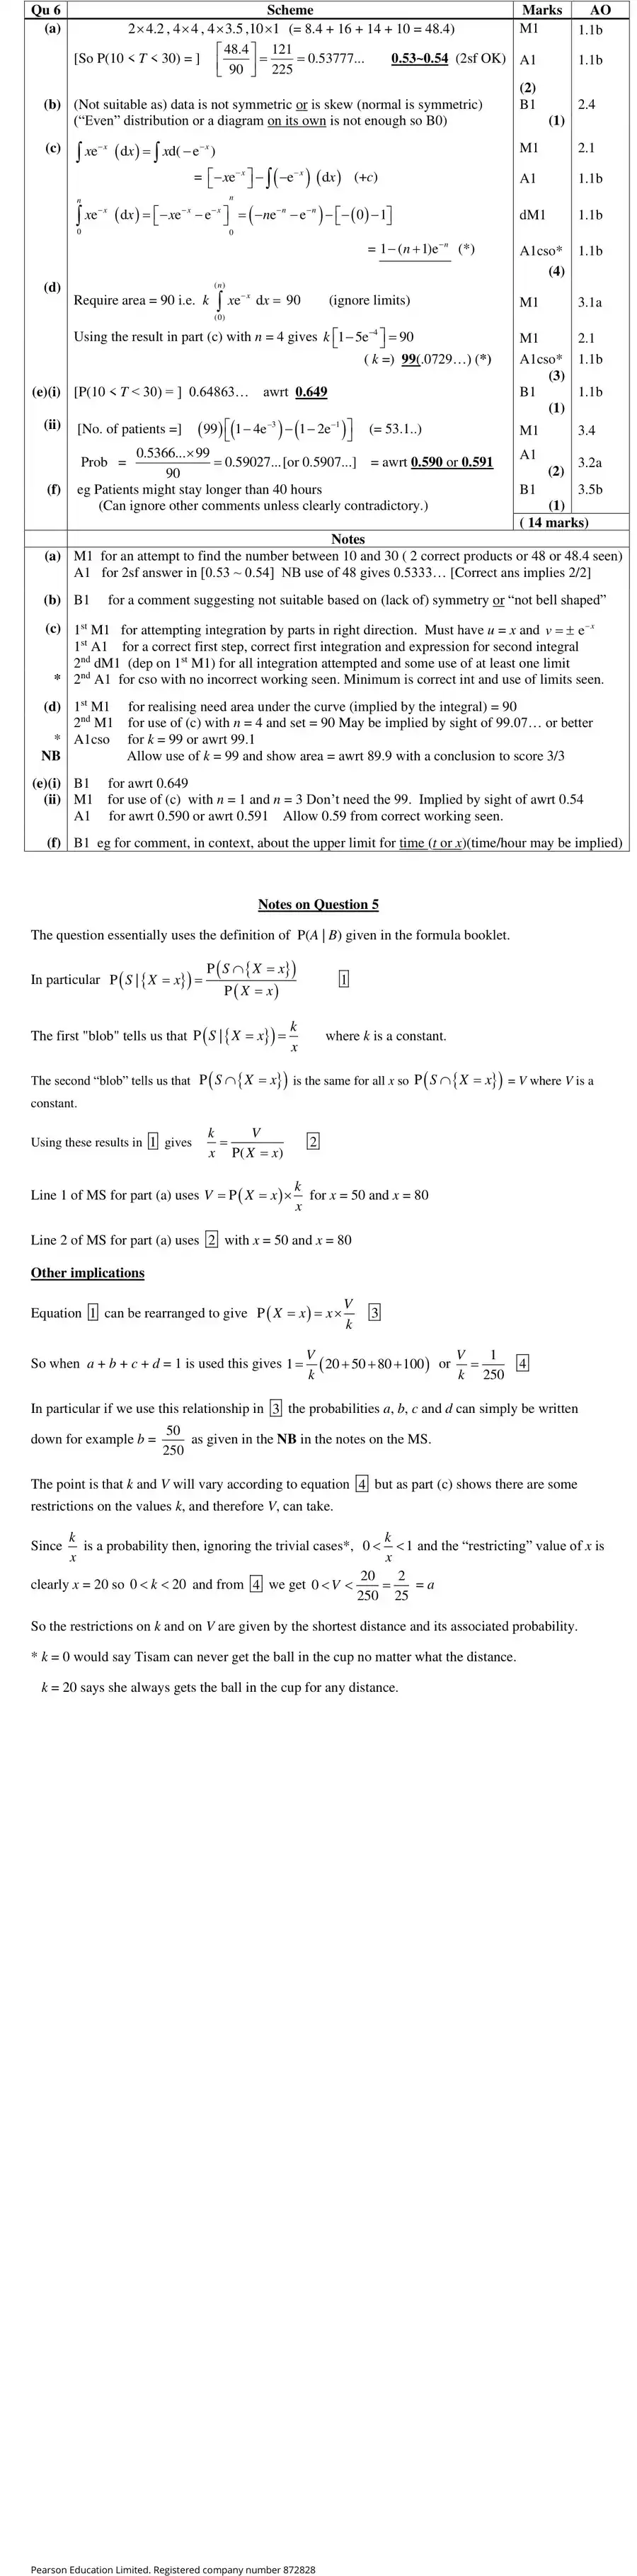 Qu 6 Scheme Marks AO
(a) 2×4.2 , 4×4 , 4×3.5 ,10×1 (= 8.4 + 16 + 14 + 10 = 48.4) M1 1.1b
[So P(10 < T < 30) = ] [48.4/90] = 121/225 = 0.53777... 0.53~0.54 (2sf OK) A1 1.1b
(2)
(b) (Not suitable as) data is not symmetric or is skew (normal is symmetric) B1 2.4
(“Even” distribution or a diagram on its own is not enough so B0) (1)
(c) ∫ xe⁻ˣ (dx) = ∫ xd(−e⁻ˣ) M1 2.1
= [−xe⁻ˣ] − ∫(−e⁻ˣ) (dx) (+c) A1 1.1b
∫₀ⁿ xe⁻ˣ (dx) = [−xe⁻ˣ − e⁻ˣ]₀ⁿ = (−ne⁻ⁿ − e⁻ⁿ) − [−(0) − 1] dM1 1.1b
= 1 − (n + 1)e⁻ⁿ (*) A1cso* 1.1b
(4)
(d) Require area = 90 i.e. k ∫₍₀₎⁽ⁿ⁾ xe⁻ˣ dx = 90 (ignore limits) M1 3.1a
Using the result in part (c) with n = 4 gives k[1 − 5e⁻⁴] = 90 M1 2.1
( k =) 99(.0729…) (*) A1cso* 1.1b
(3)
(e)(i) [P(10 < T < 30) = ] 0.64863… awrt 0.649 B1 1.1b
(1)
(ii) [No. of patients =] (99)[(1 − 4e⁻³) − (1 − 2e⁻¹)] (= 53.1..) M1 3.4
Prob = (0.5366...×99)/90 = 0.59027... [or 0.5907...] = awrt 0.590 or 0.591 A1 3.2a
(2)
(f) eg Patients might stay longer than 40 hours B1 3.5b
(Can ignore other comments unless clearly contradictory.) (1)
( 14 marks)
Notes
(a) M1 for an attempt to find the number between 10 and 30 ( 2 correct products or 48 or 48.4 seen)
A1 for 2sf answer in [0.53 ~ 0.54] NB use of 48 gives 0.5333… [Correct ans implies 2/2]
(b) B1 for a comment suggesting not suitable based on (lack of) symmetry or “not bell shaped”
(c) 1st M1 for attempting integration by parts in right direction. Must have u = x and v = ± e⁻ˣ
1st A1 for a correct first step, correct first integration and expression for second integral
2nd dM1 (dep on 1st M1) for all integration attempted and some use of at least one limit
* 2nd A1 for cso with no incorrect working seen. Minimum is correct int and use of limits seen.
(d) 1st M1 for realising need area under the curve (implied by the integral) = 90
2nd M1 for use of (c) with n = 4 and set = 90 May be implied by sight of 99.07… or better
* A1cso for k = 99 or awrt 99.1
NB Allow use of k = 99 and show area = awrt 89.9 with a conclusion to score 3/3
(e)(i) B1 for awrt 0.649
(ii) M1 for use of (c) with n = 1 and n = 3 Don’t need the 99. Implied by sight of awrt 0.54
A1 for awrt 0.590 or awrt 0.591 Allow 0.59 from correct working seen.
(f) B1 eg for comment, in context, about the upper limit for time (t or x)(time/hour may be implied)
Notes on Question 5
The question essentially uses the definition of P(A | B) given in the formula booklet.
In particular P(S | {X = x}) = P(S ∩ {X = x}) / P(X = x) 1
The first "blob" tells us that P(S | {X = x}) = k/x where k is a constant.
The second “blob” tells us that P(S ∩ {X = x}) is the same for all x so P(S ∩ {X = x}) = V where V is a
constant.
Using these results in 1 gives k/x = V / P(X = x) 2
Line 1 of MS for part (a) uses V = P(X = x) × k/x for x = 50 and x = 80
Line 2 of MS for part (a) uses 2 with x = 50 and x = 80
Other implications
Equation 1 can be rearranged to give P(X = x) = x × V/k 3
So when a + b + c + d = 1 is used this gives 1 = V/k (20 + 50 + 80 + 100) or V/k = 1/250 4
In particular if we use this relationship in 3 the probabilities a, b, c and d can simply be written
down for example b = 50/250 as given in the NB in the notes on the MS.
The point is that k and V will vary according to equation 4 but as part (c) shows there are some
restrictions on the values k, and therefore V, can take.
Since k/x is a probability then, ignoring the trivial cases*, 0 < k/x < 1 and the “restricting” value of x is
clearly x = 20 so 0 < k < 20 and from 4 we get 0 < V < 20/250 = 2/25 = a
So the restrictions on k and on V are given by the shortest distance and its associated probability.
* k = 0 would say Tisam can never get the ball in the cup no matter what the distance.
k = 20 says she always gets the ball in the cup for any distance.
Pearson Education Limited. Registered company number 872828